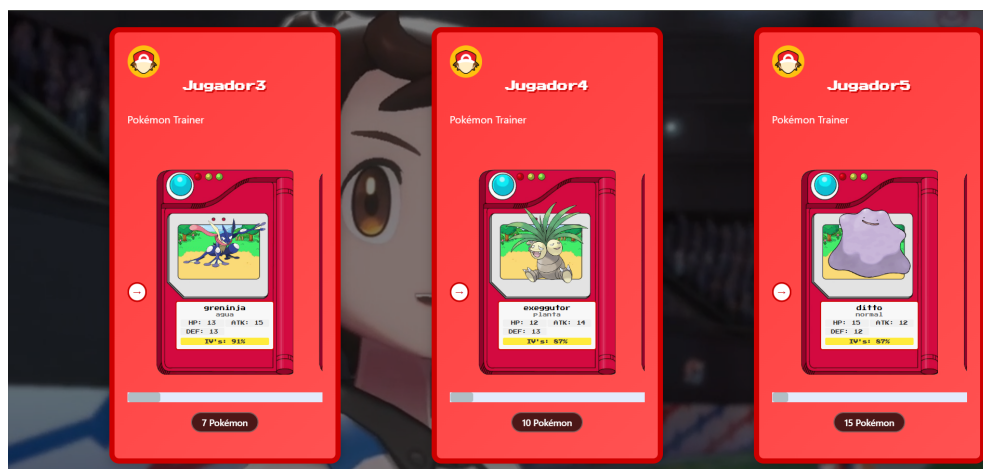 Jugador3
Pokémon Trainer
→
greninja
agua
HP: 13 ATK: 15
DEF: 13
IV's: 91%
7 Pokémon
Jugador4
Pokémon Trainer
→
exeggutor
planta
HP: 12 ATK: 14
DEF: 13
IV's: 87%
10 Pokémon
Jugador5
Pokémon Trainer
→
ditto
normal
HP: 15 ATK: 12
DEF: 12
IV's: 87%
15 Pokémon